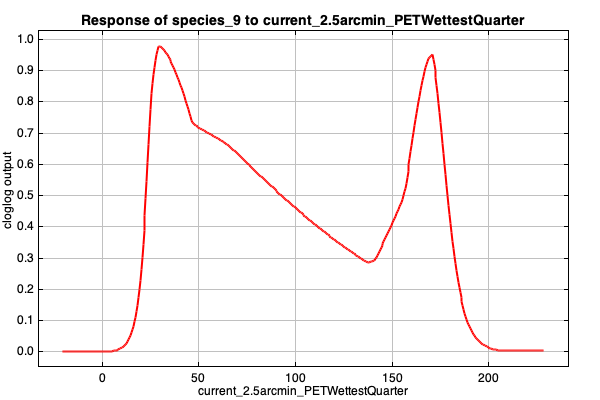 Response of species_9 to current_2.5arcmin_PETWettestQuarter
1.0
0.9
0.8
0.7
0.6
0.5
0.4
0.3
0.2
0.1
0.0
cloglog output
0 50 100 150 200
current_2.5arcmin_PETWettestQuarter